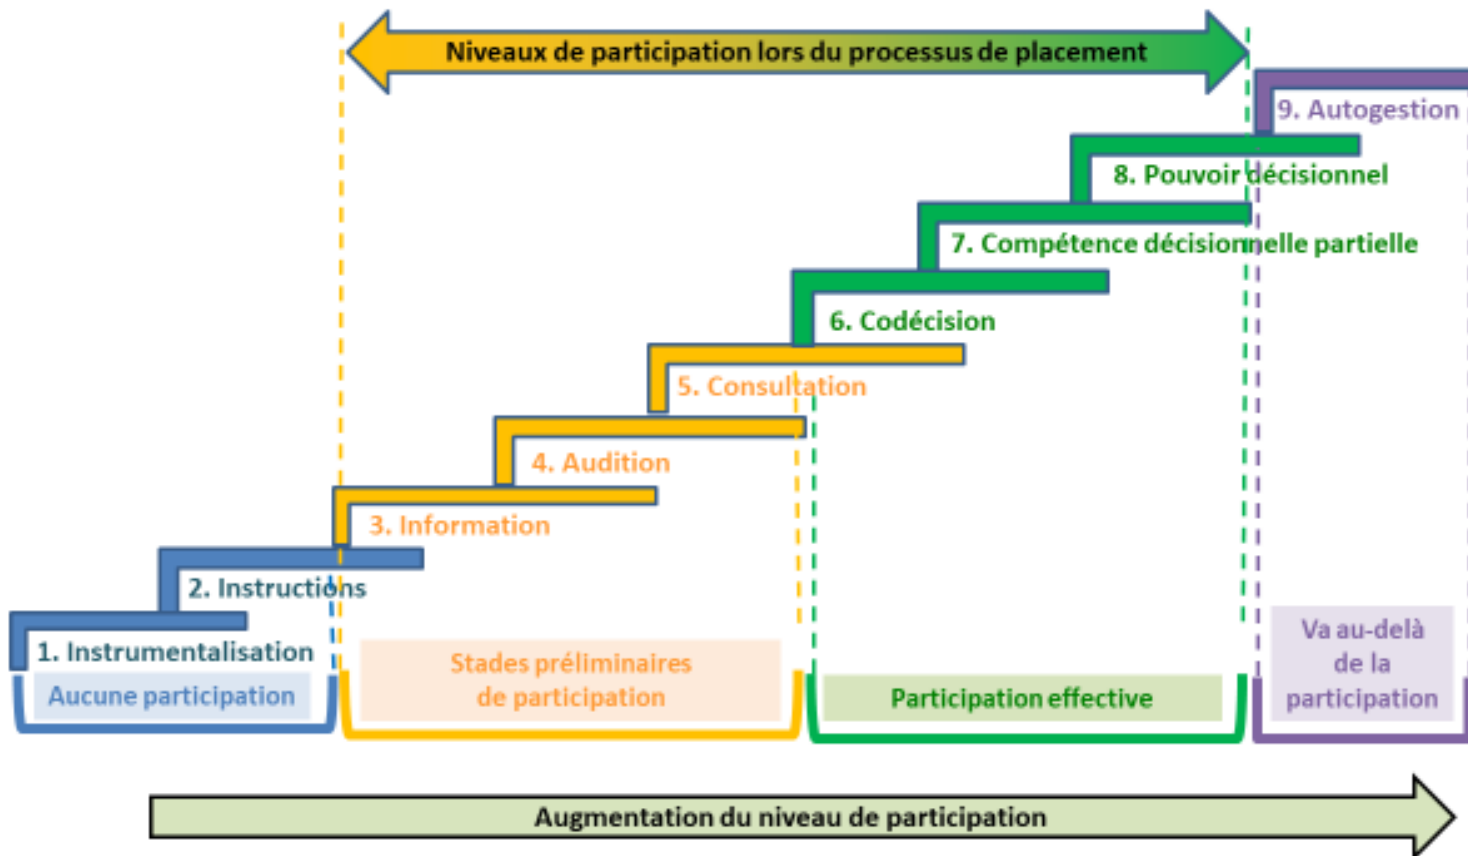 Niveaux de participation lors du processus de placement
9. Autogestion
8. Pouvoir décisionnel
7. Compétence décisionnelle partielle
6. Codécision
5. Consultation
4. Audition
3. Information
2. Instructions
1. Instrumentalisation
Aucune participation
Stades préliminaires
de participation
Participation effective
Va au-delà
de la
participation
Augmentation du niveau de participation